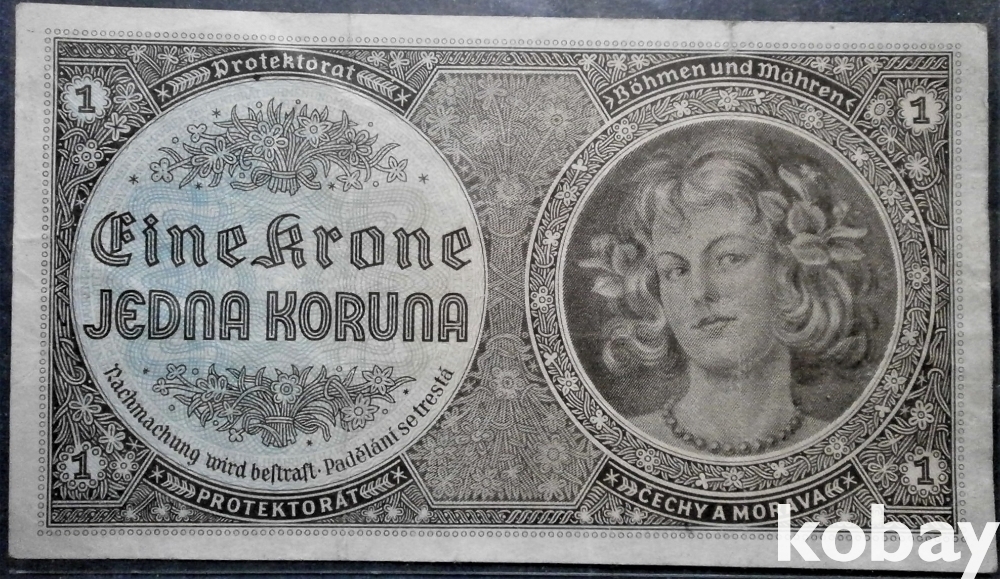 Protektorat
Böhmen und Mähren
1
1
Eine Krone
JEDNA KORUNA
Nachmachung wird bestraft · Padělání se trestá
1
1
PROTEKTORÁT
ČECHY A MORAVA
kobay